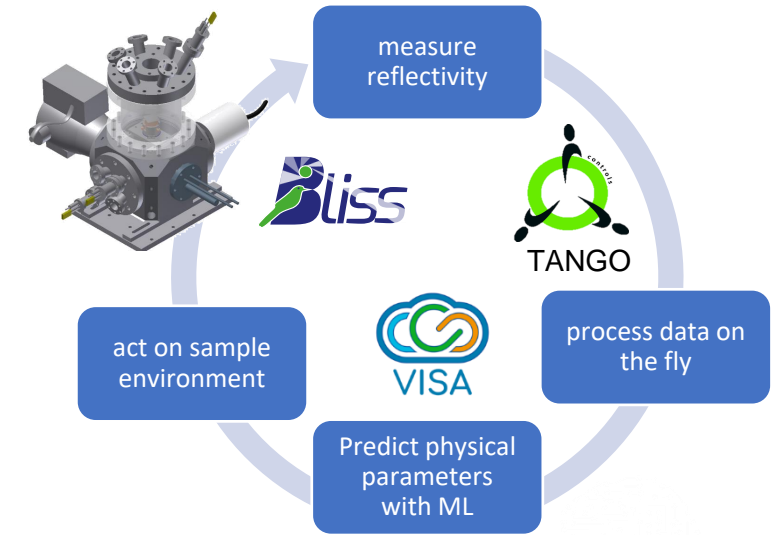 measure
reflectivity
Bliss
controls
TANGO
process data on
the fly
act on sample
environment
VISA
Predict physical
parameters
with ML